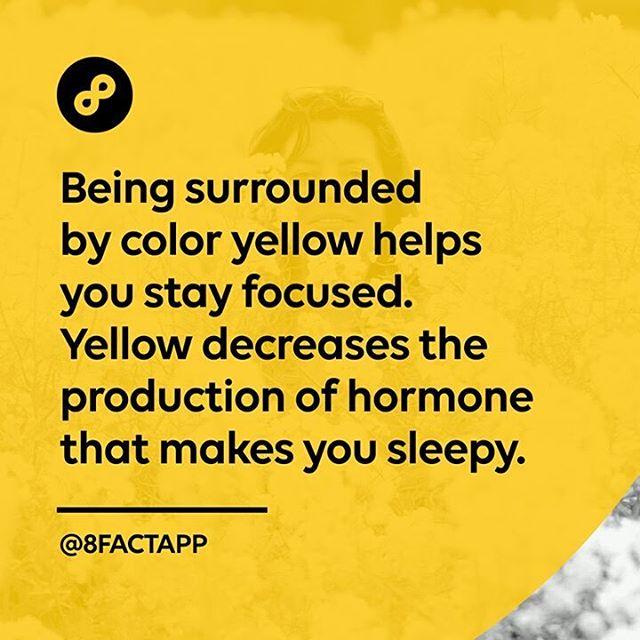 Being surrounded
by color yellow helps
you stay focused.
Yellow decreases the
production of hormone
that makes you sleepy.
@8FACTAPP